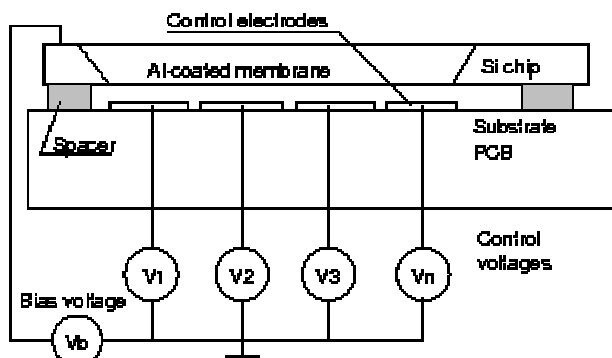 Control electrodes
Al-coated membrane
Si chip
Spacer
Substrate
PCB
V1
V2
V3
Vn
Control
voltages
Bias voltage
Vb